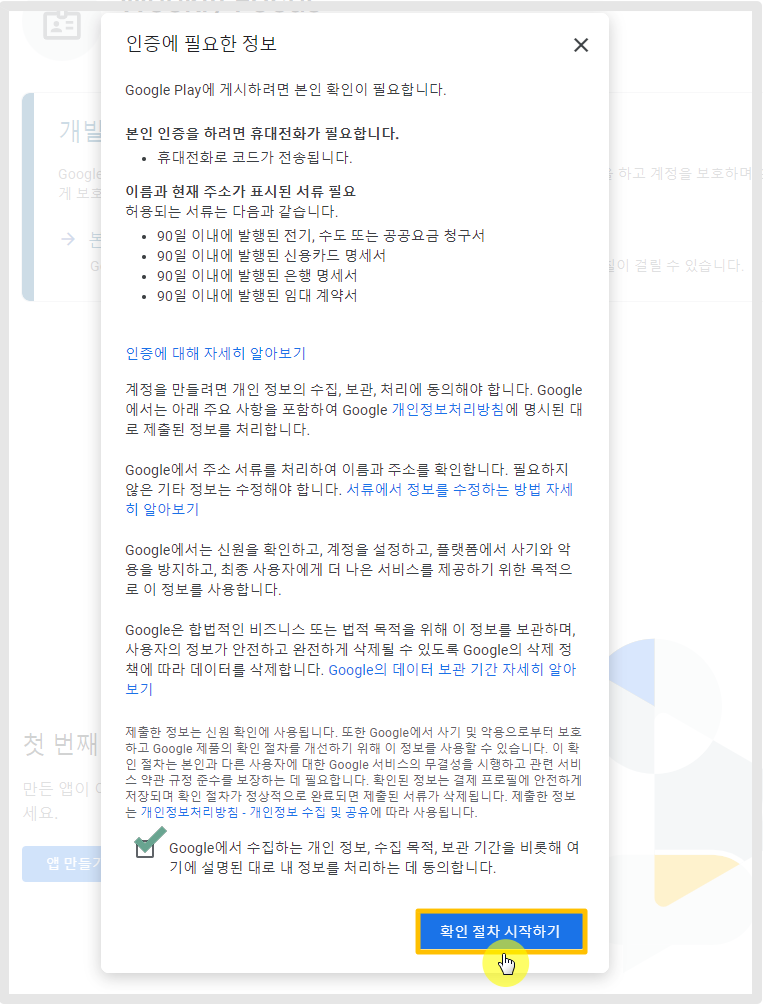 인증에 필요한 정보
Google Play에 게시하려면 본인 확인이 필요합니다.
본인 인증을 하려면 휴대전화가 필요합니다.
• 휴대전화로 코드가 전송됩니다.
이름과 현재 주소가 표시된 서류 필요
허용되는 서류는 다음과 같습니다.
• 90일 이내에 발행된 전기, 수도 또는 공공요금 청구서
• 90일 이내에 발행된 신용카드 명세서
• 90일 이내에 발행된 은행 명세서
• 90일 이내에 발행된 임대 계약서
인증에 대해 자세히 알아보기
계정을 만들려면 개인 정보의 수집, 보관, 처리에 동의해야 합니다. Google
에서는 아래 주요 사항을 포함하여 Google 개인정보처리방침에 명시된 대
로 제출된 정보를 처리합니다.
Google에서 주소 서류를 처리하여 이름과 주소를 확인합니다. 필요하지
않은 기타 정보는 수정해야 합니다. 서류에서 정보를 수정하는 방법 자세
히 알아보기
Google에서는 신원을 확인하고, 계정을 설정하고, 플랫폼에서 사기와 악
용을 방지하고, 최종 사용자에게 더 나은 서비스를 제공하기 위한 목적으
로 이 정보를 사용합니다.
Google은 합법적인 비즈니스 또는 법적 목적을 위해 이 정보를 보관하며,
사용자의 정보가 안전하고 완전하게 삭제될 수 있도록 Google의 삭제 정
책에 따라 데이터를 삭제합니다. Google의 데이터 보관 기간 자세히 알아
보기
제출한 정보는 신원 확인에 사용됩니다. 또한 Google에서 사기 및 악용으로부터 보호
하고 Google 제품의 확인 절차를 개선하기 위해 이 정보를 사용할 수 있습니다. 이 확
인 절차는 본인과 다른 사용자에 대한 Google 서비스의 무결성을 시행하고 관련 서비
스 약관 규정 준수를 보장하는 데 필요합니다. 확인된 정보는 결제 프로필에 안전하게
저장되며 확인 절차가 정상적으로 완료되면 제출된 서류가 삭제됩니다. 제출한 정보
는 개인정보처리방침 - 개인정보 수집 및 공유에 따라 사용됩니다.
Google에서 수집하는 개인 정보, 수집 목적, 보관 기간을 비롯해 여
기에 설명된 대로 내 정보를 처리하는 데 동의합니다.
확인 절차 시작하기
개발
Google
게 보호
하고 계정을 보호하며
걸릴 수 있습니다.
첫 번째
만든 앱이
세요.
앱 만들기